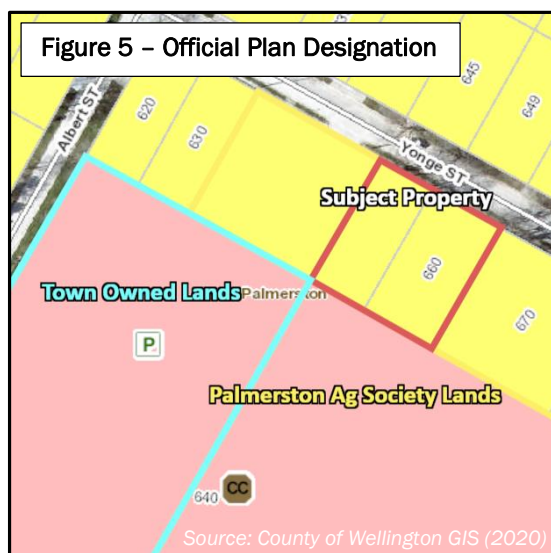 Figure 5 – Official Plan Designation
Albert ST
620
630
645
649
Yonge ST
Subject Property
660
670
Town Owned Lands
Palmerston
P
Palmerston Ag Society Lands
640
CC
Source: County of Wellington GIS (2020)